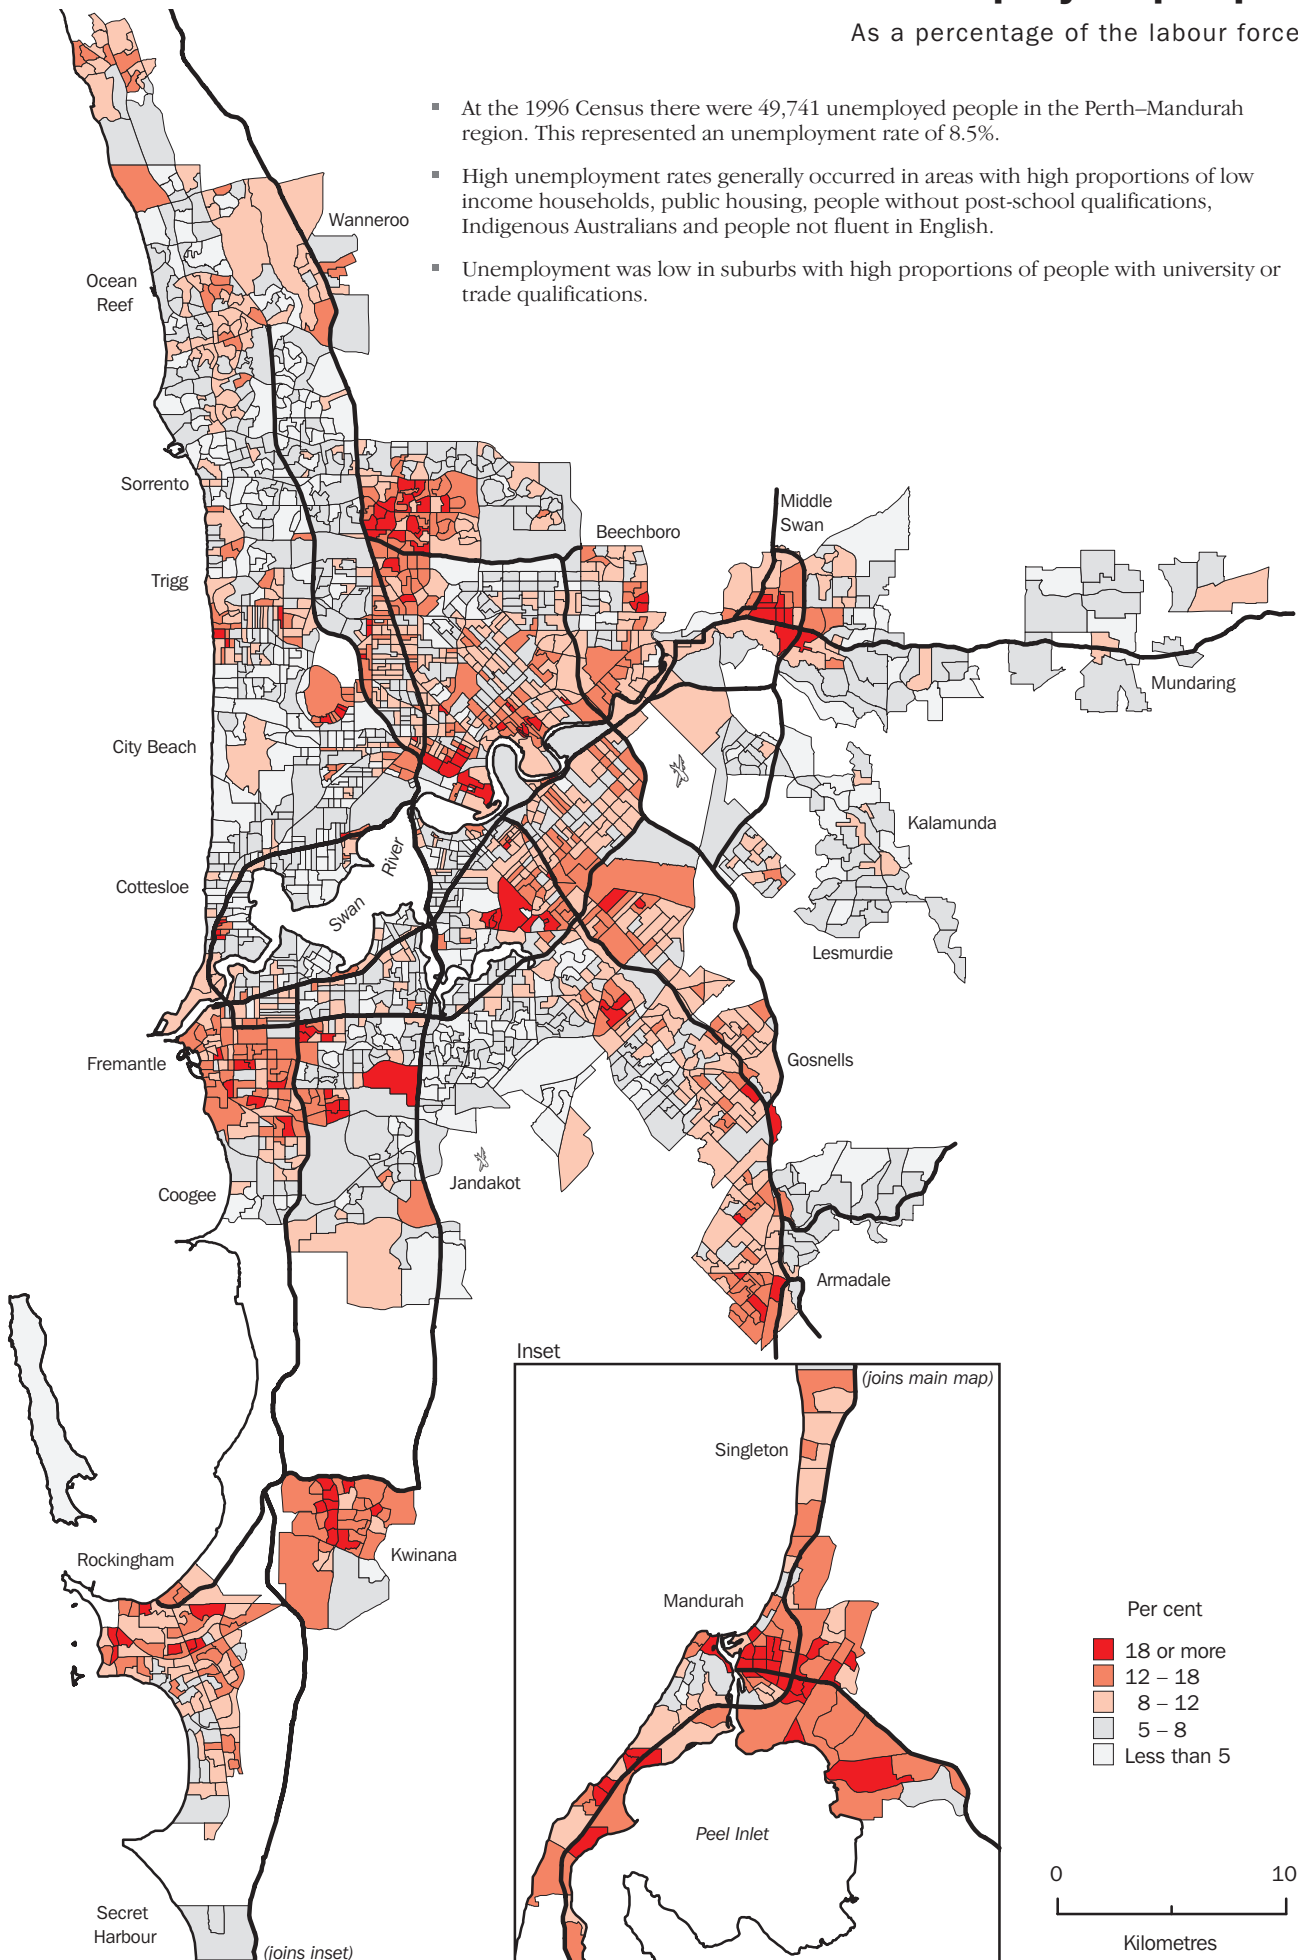 As a percentage of the labour force
▪ At the 1996 Census there were 49,741 unemployed people in the Perth–Mandurah
region. This represented an unemployment rate of 8.5%.
▪ High unemployment rates generally occurred in areas with high proportions of low
income households, public housing, people without post-school qualifications,
Indigenous Australians and people not fluent in English.
▪ Unemployment was low in suburbs with high proportions of people with university or
trade qualifications.
Wanneroo
Ocean
Reef
Sorrento
Middle
Swan
Beechboro
Trigg
Mundaring
City Beach
Kalamunda
River
Cottesloe
Swan
Lesmurdie
Fremantle
Gosnells
Jandakot
Coogee
Armadale
Inset
(joins main map)
Singleton
Rockingham
Kwinana
Mandurah
Per cent
18 or more
12 – 18
8 – 12
5 – 8
Less than 5
Peel Inlet
0 10
Kilometres
Secret
Harbour
(joins inset)